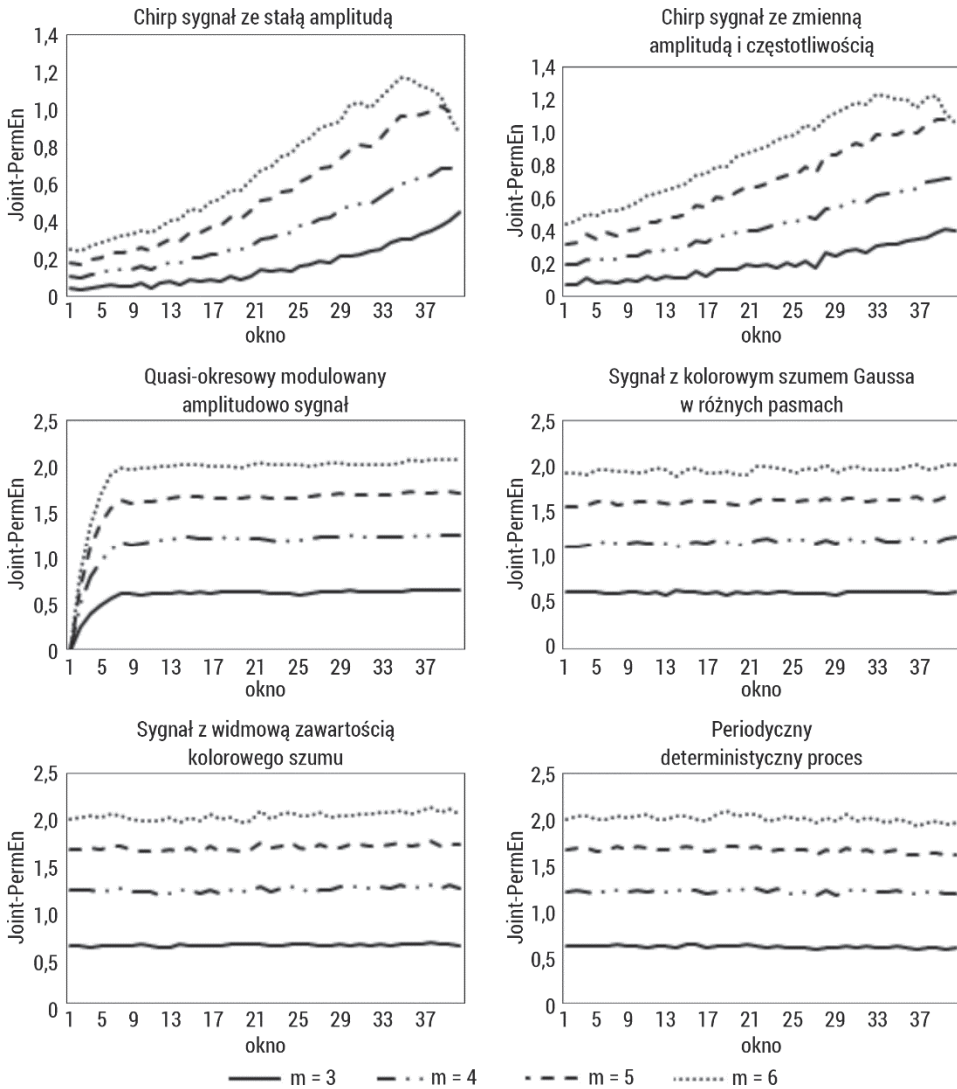 Chirp sygnał ze stałą amplitudą
1,4
1,2
1,0
0,8
0,6
0,4
0,2
0
Joint-PermEn
1 5 9 13 17 21 25 29 33 37
okno
Chirp sygnał ze zmienną
amplitudą i częstotliwością
1,4
1,2
1,0
0,8
0,6
0,4
0,2
0
Joint-PermEn
1 5 9 13 17 21 25 29 33 37
okno
Quasi-okresowy modulowany
amplitudowo sygnał
2,5
2,0
1,5
1,0
0,5
0
Joint-PermEn
1 5 9 13 17 21 25 29 33 37
okno
Sygnał z kolorowym szumem Gaussa
w różnych pasmach
2,5
2,0
1,5
1,0
0,5
0
Joint-PermEn
1 5 9 13 17 21 25 29 33 37
okno
Sygnał z widmową zawartością
kolorowego szumu
2,5
2,0
1,5
1,0
0,5
0
Joint-PermEn
1 5 9 13 17 21 25 29 33 37
okno
Periodyczny
deterministyczny proces
2,5
2,0
1,5
1,0
0,5
0
Joint-PermEn
1 5 9 13 17 21 25 29 33 37
okno
m = 3 m = 4 m = 5 m = 6